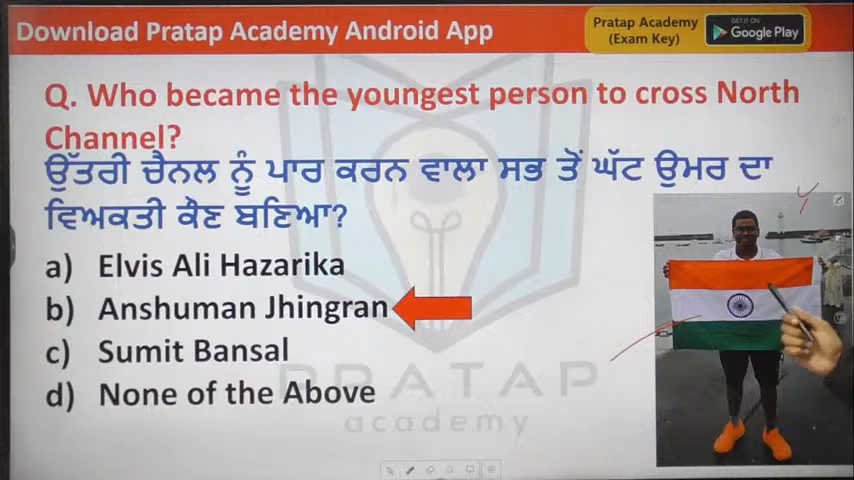 Download Pratap Academy Android App
Pratap Academy
(Exam Key)
GET IT ON
Google Play
Q. Who became the youngest person to cross North
Channel?
ਉੱਤਰੀ ਚੈਨਲ ਨੂੰ ਪਾਰ ਕਰਨ ਵਾਲਾ ਸਭ ਤੋਂ ਘੱਟ ਉਮਰ ਦਾ
ਵਿਅਕਤੀ ਕੌਣ ਬਣਿਆ?
a) Elvis Ali Hazarika
b) Anshuman Jhingran
c) Sumit Bansal
d) None of the Above
PRATAP
academy